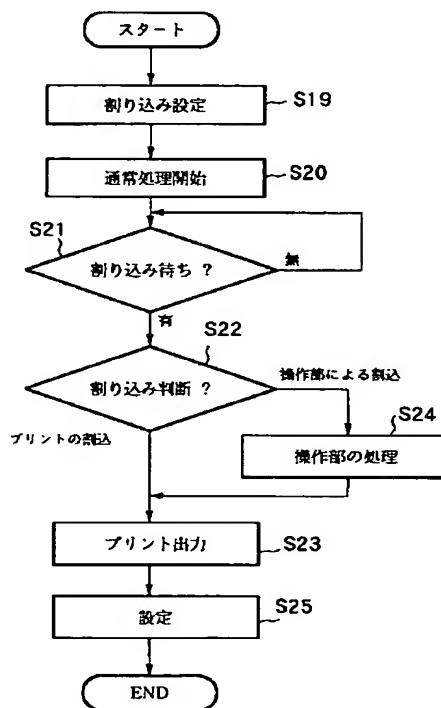 スタート
割り込み設定
S19
通常処理開始
S20
S21
割り込み待ち ?
無
有
S22
割り込み判断 ?
操作部による割込
プリントの割込
S24
操作部の処理
プリント出力
S23
設定
S25
END